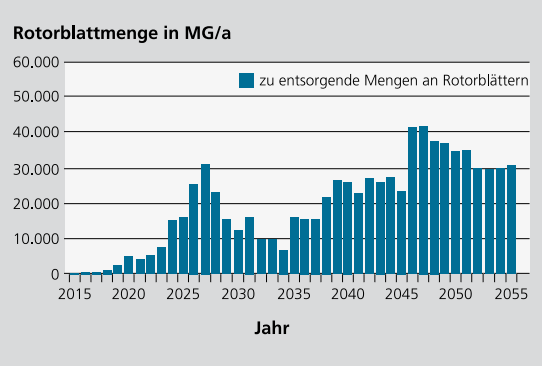 Rotorblattmenge in MG/a
60.000
zu entsorgende Mengen an Rotorblättern
50.000
40.000
30.000
20.000
10.000
0
2015 2020 2025 2030 2035 2040 2045 2050 2055
Jahr